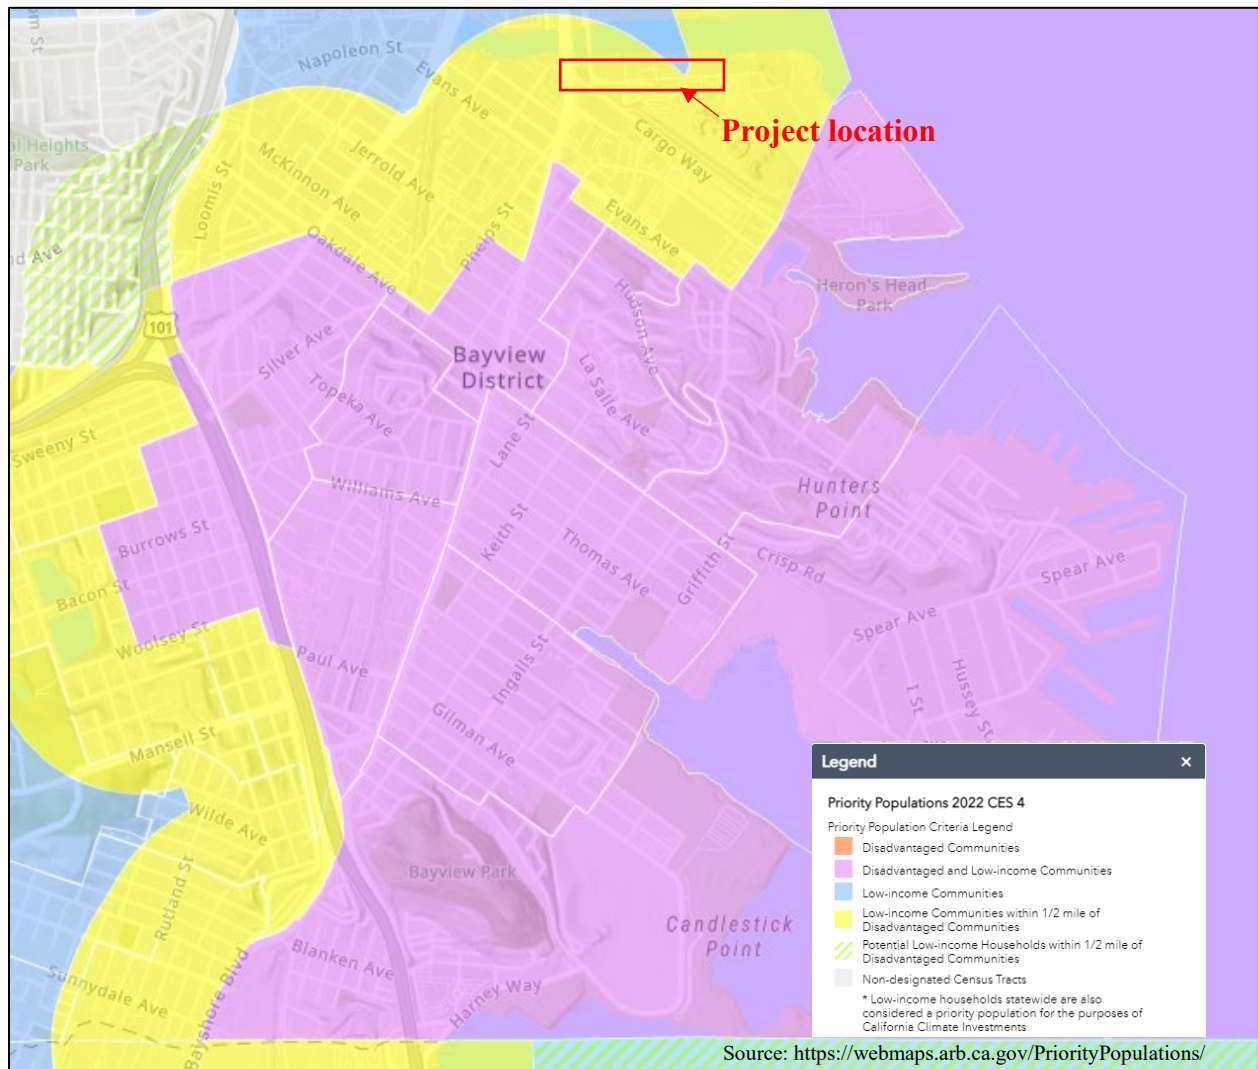 Napoleon St
Evans Ave
Project location
Cargo Way
Jerrold Ave
McKinnon Ave
Loomis St
al Heights
Park
Evans Ave
Phelps St
Oakdale Ave
d Ave
Heron's Head
Park
Hudson Ave
101
Silver Ave
Bayview
District
La Salle Ave
Topeka Ave
Sweeny St
Lane St
Williams Ave
Hunters
Point
Burrows St
Keith St
Thomas Ave
Griffith St
Crisp Rd
Spear Ave
Bacon St
Spear Ave
Woolsey St
Paul Ave
Ingalls St
I St
Hussey St
Gilman Ave
Mansell St
Wilde Ave
Bayview Park
Rutland St
Candlestick
Point
Blanken Ave
Sunnydale Ave
Bayshore Blvd
Harney Way
Legend
×
Priority Populations 2022 CES 4
Priority Population Criteria Legend
Disadvantaged Communities
Disadvantaged and Low-income Communities
Low-income Communities
Low-income Communities within 1/2 mile of
Disadvantaged Communities
Potential Low-income Households within 1/2 mile of
Disadvantaged Communities
Non-designated Census Tracts
* Low-income households statewide are also
considered a priority population for the purposes of
California Climate Investments
Source: https://webmaps.arb.ca.gov/PriorityPopulations/